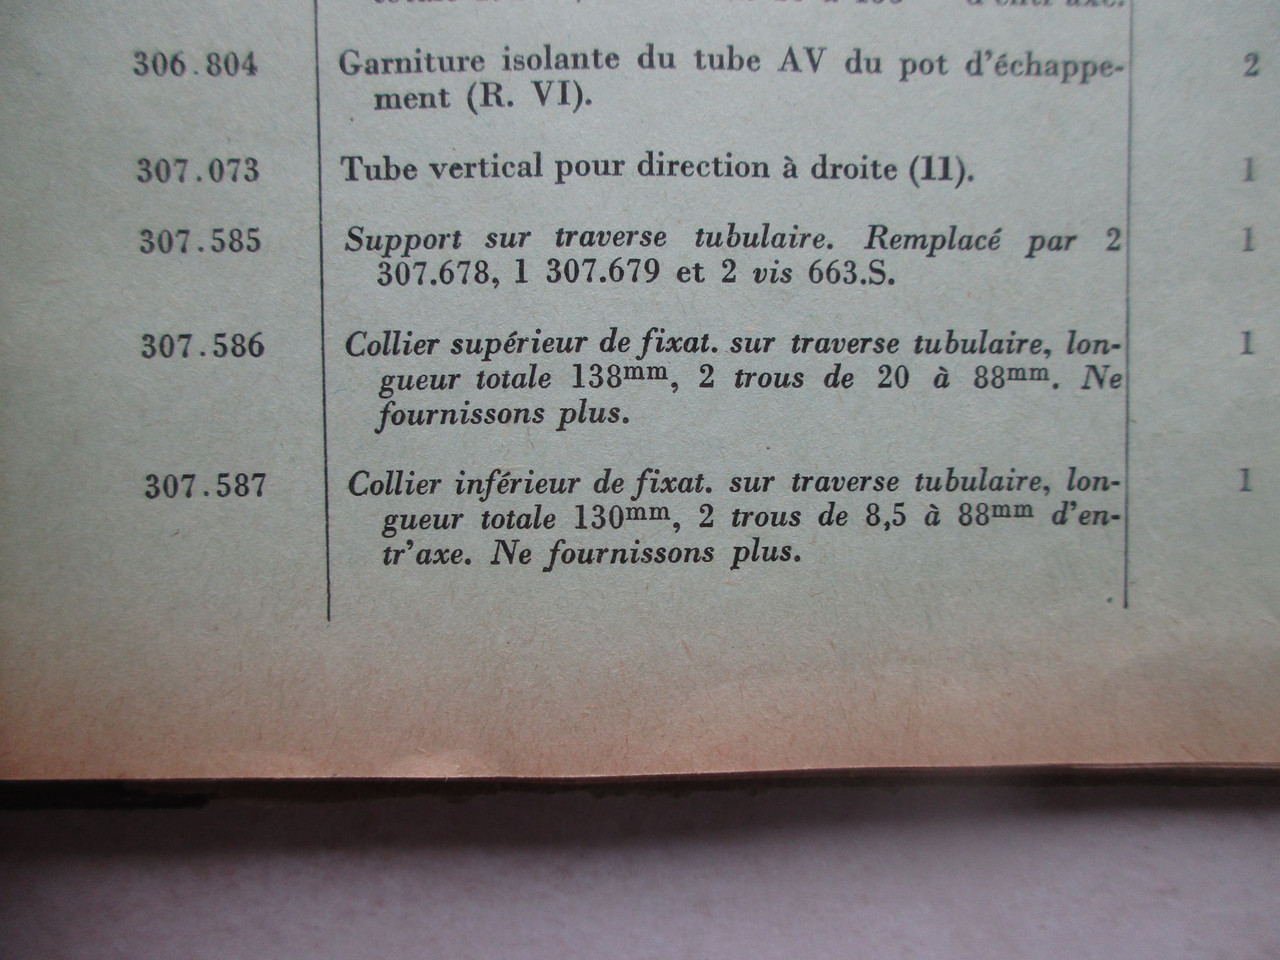 306.804 Garniture isolante du tube AV du pot d'échappe- 2
ment (R. VI).
307.073 Tube vertical pour direction à droite (11). 1
307.585 Support sur traverse tubulaire. Remplacé par 2 1
307.678, 1 307.679 et 2 vis 663.S.
307.586 Collier supérieur de fixat. sur traverse tubulaire, lon- 1
gueur totale 138mm, 2 trous de 20 à 88mm. Ne
fournissons plus.
307.587 Collier inférieur de fixat. sur traverse tubulaire, lon- 1
gueur totale 130mm, 2 trous de 8,5 à 88mm d'en-
tr'axe. Ne fournissons plus.